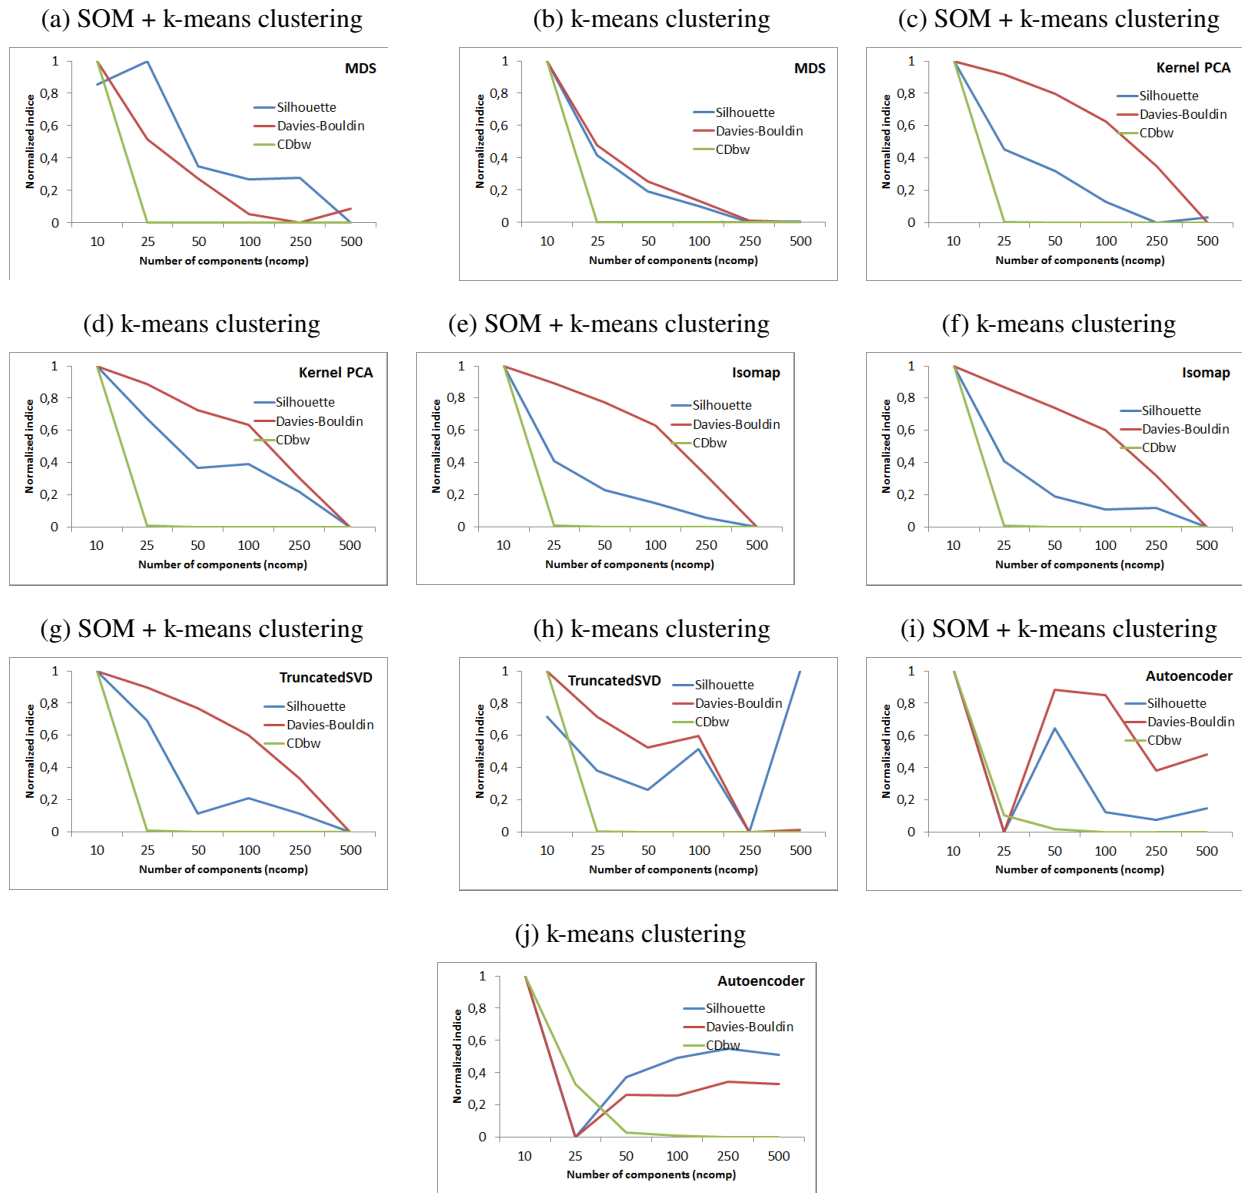 (a) SOM + k-means clustering
1
0,8
0,6
0,4
0,2
0
Normalized indice
MDS
Silhouette
Davies-Bouldin
CDbw
10 25 50 100 250 500
Number of components (ncomp)
(b) k-means clustering
1
0,8
0,6
0,4
0,2
0
Normalized indice
MDS
Silhouette
Davies-Bouldin
CDbw
10 25 50 100 250 500
Number of components (ncomp)
(c) SOM + k-means clustering
1
0,8
0,6
0,4
0,2
0
Normalized indice
Kernel PCA
Silhouette
Davies-Bouldin
CDbw
10 25 50 100 250 500
Number of components (ncomp)
(d) k-means clustering
1
0,8
0,6
0,4
0,2
0
Normalized indice
Kernel PCA
Silhouette
Davies-Bouldin
CDbw
10 25 50 100 250 500
Number of components (ncomp)
(e) SOM + k-means clustering
1
0,8
0,6
0,4
0,2
0
Normalized indice
Isomap
Silhouette
Davies-Bouldin
CDbw
10 25 50 100 250 500
Number of components (ncomp)
(f) k-means clustering
1
0,8
0,6
0,4
0,2
0
Normalized indice
Isomap
Silhouette
Davies-Bouldin
CDbw
10 25 50 100 250 500
Number of components (ncomp)
(g) SOM + k-means clustering
1
0,8
0,6
0,4
0,2
0
Normalized indice
TruncatedSVD
Silhouette
Davies-Bouldin
CDbw
10 25 50 100 250 500
Number of components (ncomp)
(h) k-means clustering
1
0,8
0,6
0,4
0,2
0
Normalized indice
TruncatedSVD
Silhouette
Davies-Bouldin
CDbw
10 25 50 100 250 500
Number of components (ncomp)
(i) SOM + k-means clustering
1
0,8
0,6
0,4
0,2
0
Normalized indice
Autoencoder
Silhouette
Davies-Bouldin
CDbw
10 25 50 100 250 500
Number of components (ncomp)
(j) k-means clustering
1
0,8
0,6
0,4
0,2
0
Normalized indice
Autoencoder
Silhouette
Davies-Bouldin
CDbw
10 25 50 100 250 500
Number of components (ncomp)